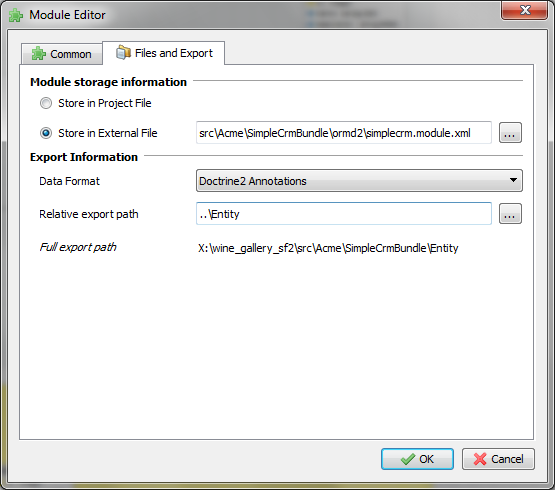 Module Editor
Common
Files and Export
Module storage information
Store in Project File
Store in External File
src\Acme\SimpleCrmBundle\ormd2\simplecrm.module.xml
...
Export Information
Data Format
Doctrine2 Annotations
Relative export path
..\Entity
...
Full export path
X:\wine_gallery_sf2\src\Acme\SimpleCrmBundle\Entity
OK
Cancel